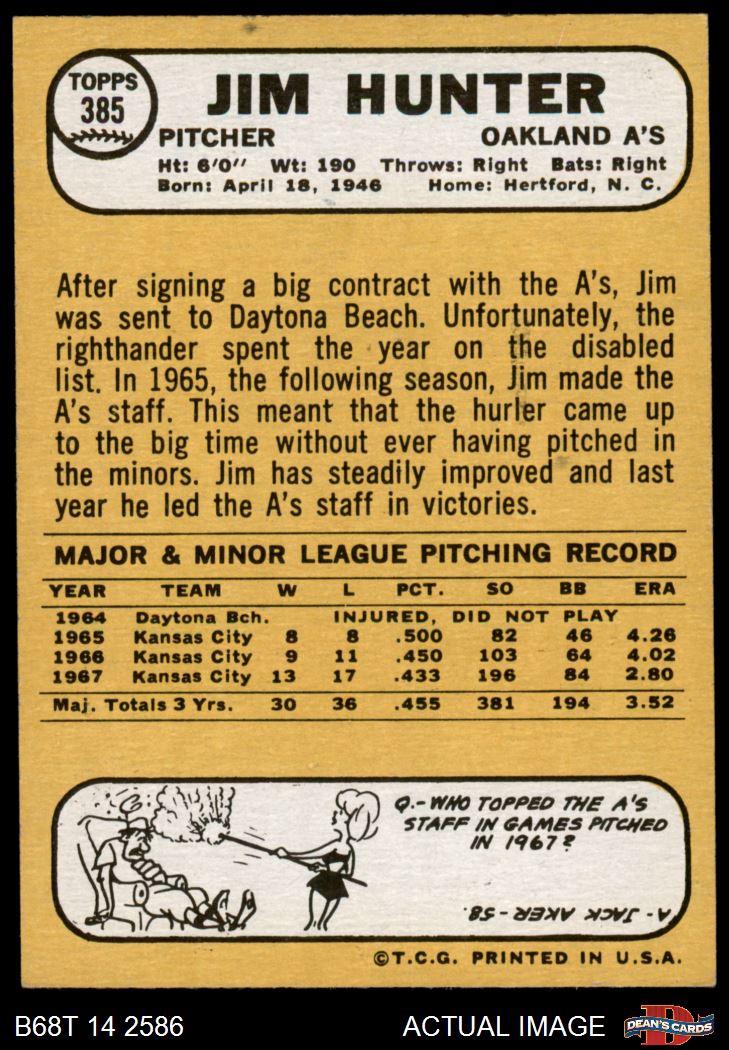 TOPPS
385
JIM HUNTER
PITCHER OAKLAND A'S
Ht: 6'0" Wt: 190 Throws: Right Bats: Right
Born: April 18, 1946 Home: Hertford, N. C.
After signing a big contract with the A's, Jim
was sent to Daytona Beach. Unfortunately, the
righthander spent the year on the disabled
list. In 1965, the following season, Jim made the
A's staff. This meant that the hurler came up
to the big time without ever having pitched in
the minors. Jim has steadily improved and last
year he led the A's staff in victories.
MAJOR & MINOR LEAGUE PITCHING RECORD
YEAR TEAM W L PCT. SO BB ERA
1964 Daytona Bch. INJURED, DID NOT PLAY
1965 Kansas City 8 8 .500 82 46 4.26
1966 Kansas City 9 11 .450 103 64 4.02
1967 Kansas City 13 17 .433 196 84 2.80
Maj. Totals 3 Yrs. 30 36 .455 381 194 3.52
Q.-WHO TOPPED THE A'S
STAFF IN GAMES PITCHED
IN 1967?
A-JACK AKER-58.
©T.C.G. PRINTED IN U.S.A.
B68T 14 2586 ACTUAL IMAGE DEAN'S CARDS